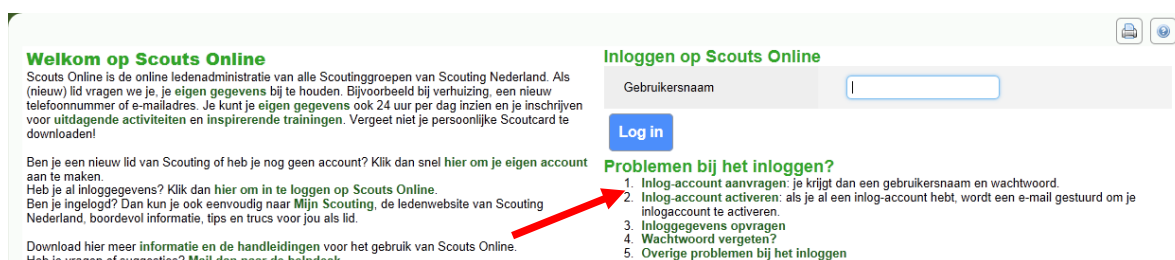 Welkom op Scouts Online
Scouts Online is de online ledenadministratie van alle Scoutinggroepen van Scouting Nederland. Als
(nieuw) lid vragen we je, je eigen gegevens bij te houden. Bijvoorbeeld bij verhuizing, een nieuw
telefoonnummer of e-mailadres. Je kunt je eigen gegevens ook 24 uur per dag inzien en je inschrijven
voor uitdagende activiteiten en inspirerende trainingen. Vergeet niet je persoonlijke Scoutcard te
downloaden!
Ben je een nieuw lid van Scouting of heb je nog geen account? Klik dan snel hier om je eigen account
aan te maken.
Heb je al inloggegevens? Klik dan hier om in te loggen op Scouts Online.
Ben je ingelogd? Dan kun je ook eenvoudig naar Mijn Scouting, de ledenwebsite van Scouting
Nederland, boordevol informatie, tips en trucs voor jou als lid.
Download hier meer informatie en de handleidingen voor het gebruik van Scouts Online.
Heb je vragen of suggesties? Mail dan naar de helpdesk
Inloggen op Scouts Online
Gebruikersnaam
Log in
Problemen bij het inloggen?
1. Inlog-account aanvragen: je krijgt dan een gebruikersnaam en wachtwoord.
2. Inlog-account activeren: als je al een inlog-account hebt, wordt een e-mail gestuurd om je
inlogaccount te activeren.
3. Inloggegevens opvragen
4. Wachtwoord vergeten?
5. Overige problemen bij het inloggen